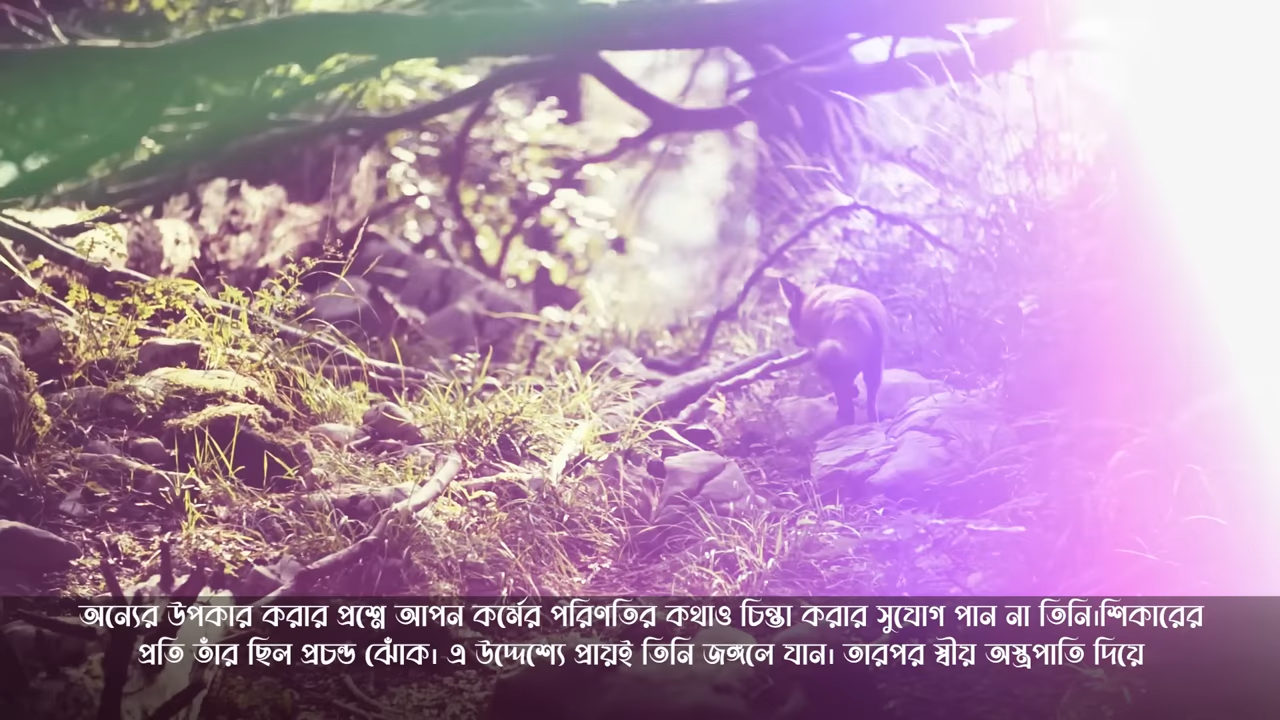 অন্যের উপকার করার প্রশ্নে আপন কর্মের পরিণতির কথাও চিন্তা করার সুযোগ পান না তিনি।শিকারের
প্রতি তাঁর ছিল প্রচন্ড ঝোঁক। এ উদ্দেশ্যে প্রায়ই তিনি জঙ্গলে যান। তারপর স্বীয় অস্ত্রপাতি দিয়ে